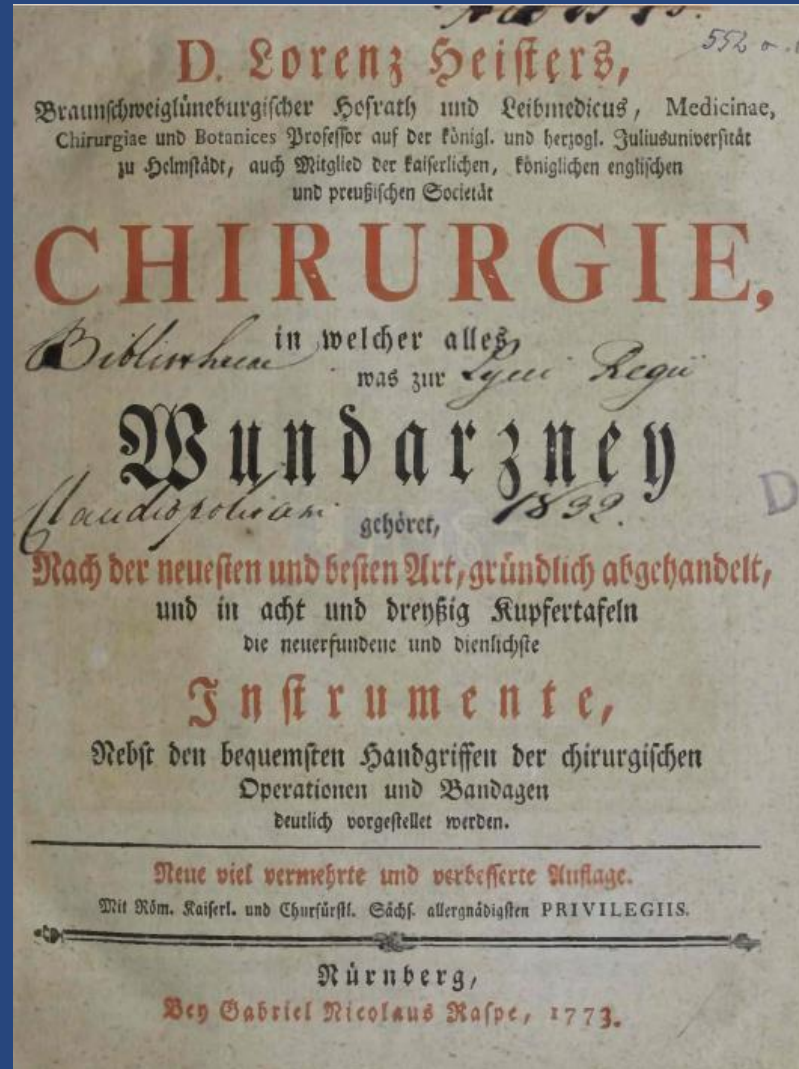 552 a.
D. Lorenz Heisters,
Braunschweiglüneburgischer Hofrath und Leibmedicus, Medicinae,
Chirurgiae und Botanices Professor auf der königl. und herzogl. Juliusuniversität
zu Helmstädt, auch Mitglied der kaiserlichen, königlichen englischen
und preußischen Societät
CHIRURGIE,
in welcher alles,
Bibliothecae
was zur
Lycei Regii
Wundarzney
Claudiopolitani 1832.
gehöret,
Nach der neuesten und besten Art, gründlich abgehandelt,
und in acht und dreyßig Kupfertafeln
die neuerfundene und dienlichste
Instrumente,
Nebst den bequemsten Handgriffen der chirurgischen
Operationen und Bandagen
deutlich vorgestellet werden.
Neue viel vermehrte und verbesserte Auflage.
Mit Röm. Kaiserl. und Churfürstl. Sächs. allergnädigsten PRIVILEGIIS.
Nürnberg,
Bey Gabriel Nicolaus Raspe, 1773.